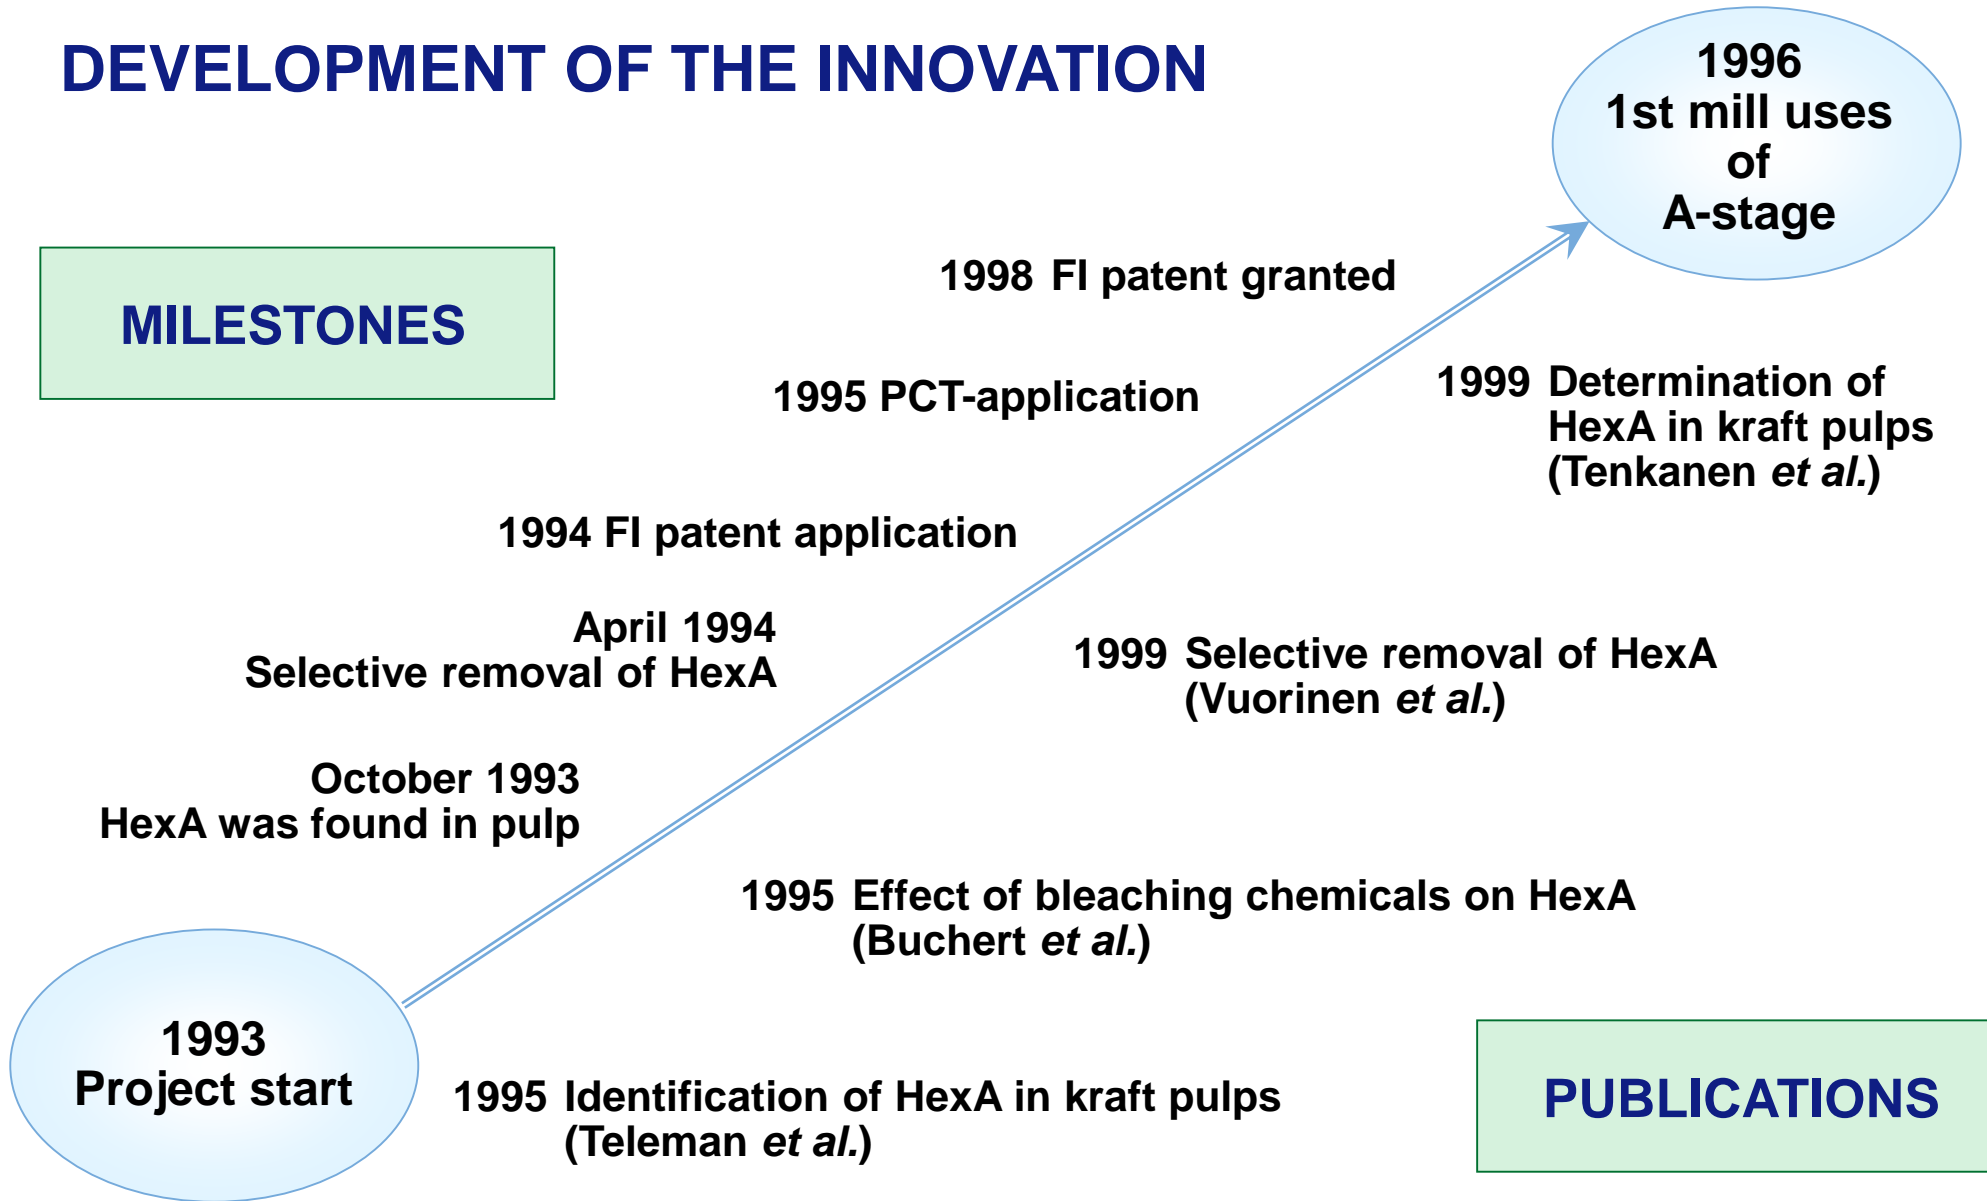 DEVELOPMENT OF THE INNOVATION
1996
1st mill uses
of
A-stage
MILESTONES
1998 FI patent granted
1995 PCT-application
1999 Determination of
HexA in kraft pulps
(Tenkanen et al.)
1994 FI patent application
April 1994
Selective removal of HexA
1999 Selective removal of HexA
(Vuorinen et al.)
October 1993
HexA was found in pulp
1995 Effect of bleaching chemicals on HexA
(Buchert et al.)
1993
Project start
1995 Identification of HexA in kraft pulps
(Teleman et al.)
PUBLICATIONS